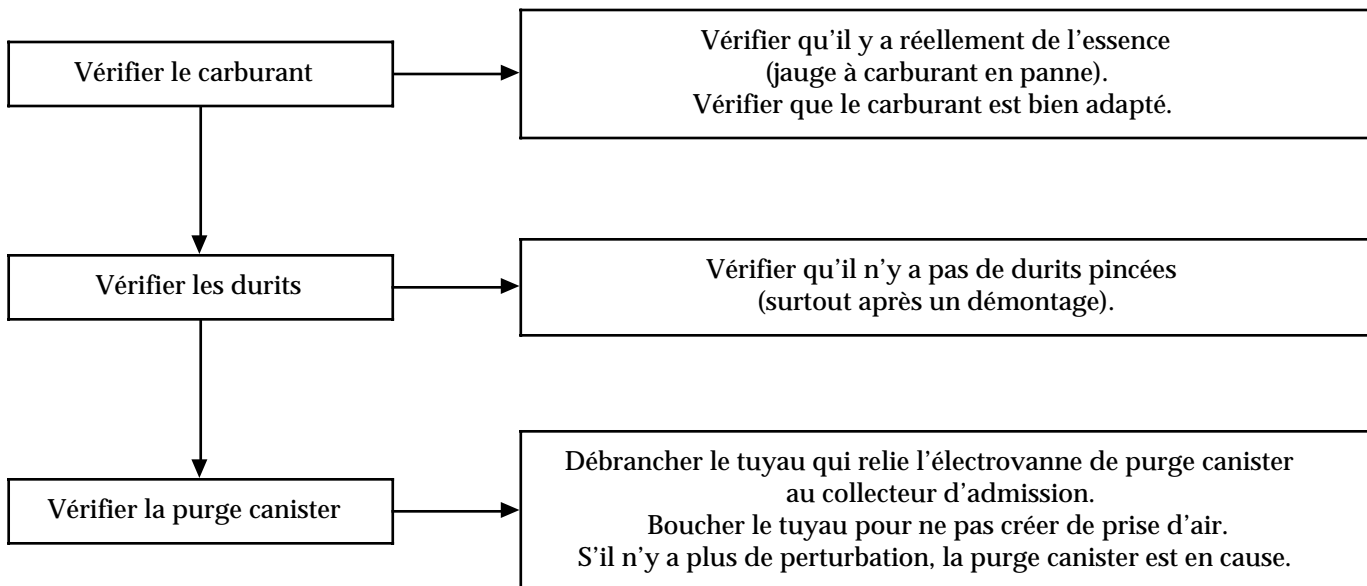 Vérifier le carburant
Vérifier qu’il y a réellement de l’essence
(jauge à carburant en panne).
Vérifier que le carburant est bien adapté.
Vérifier les durits
Vérifier qu’il n’y a pas de durits pincées
(surtout après un démontage).
Vérifier la purge canister
Débrancher le tuyau qui relie l’électrovanne de purge canister
au collecteur d’admission.
Boucher le tuyau pour ne pas créer de prise d’air.
S’il n’y a plus de perturbation, la purge canister est en cause.